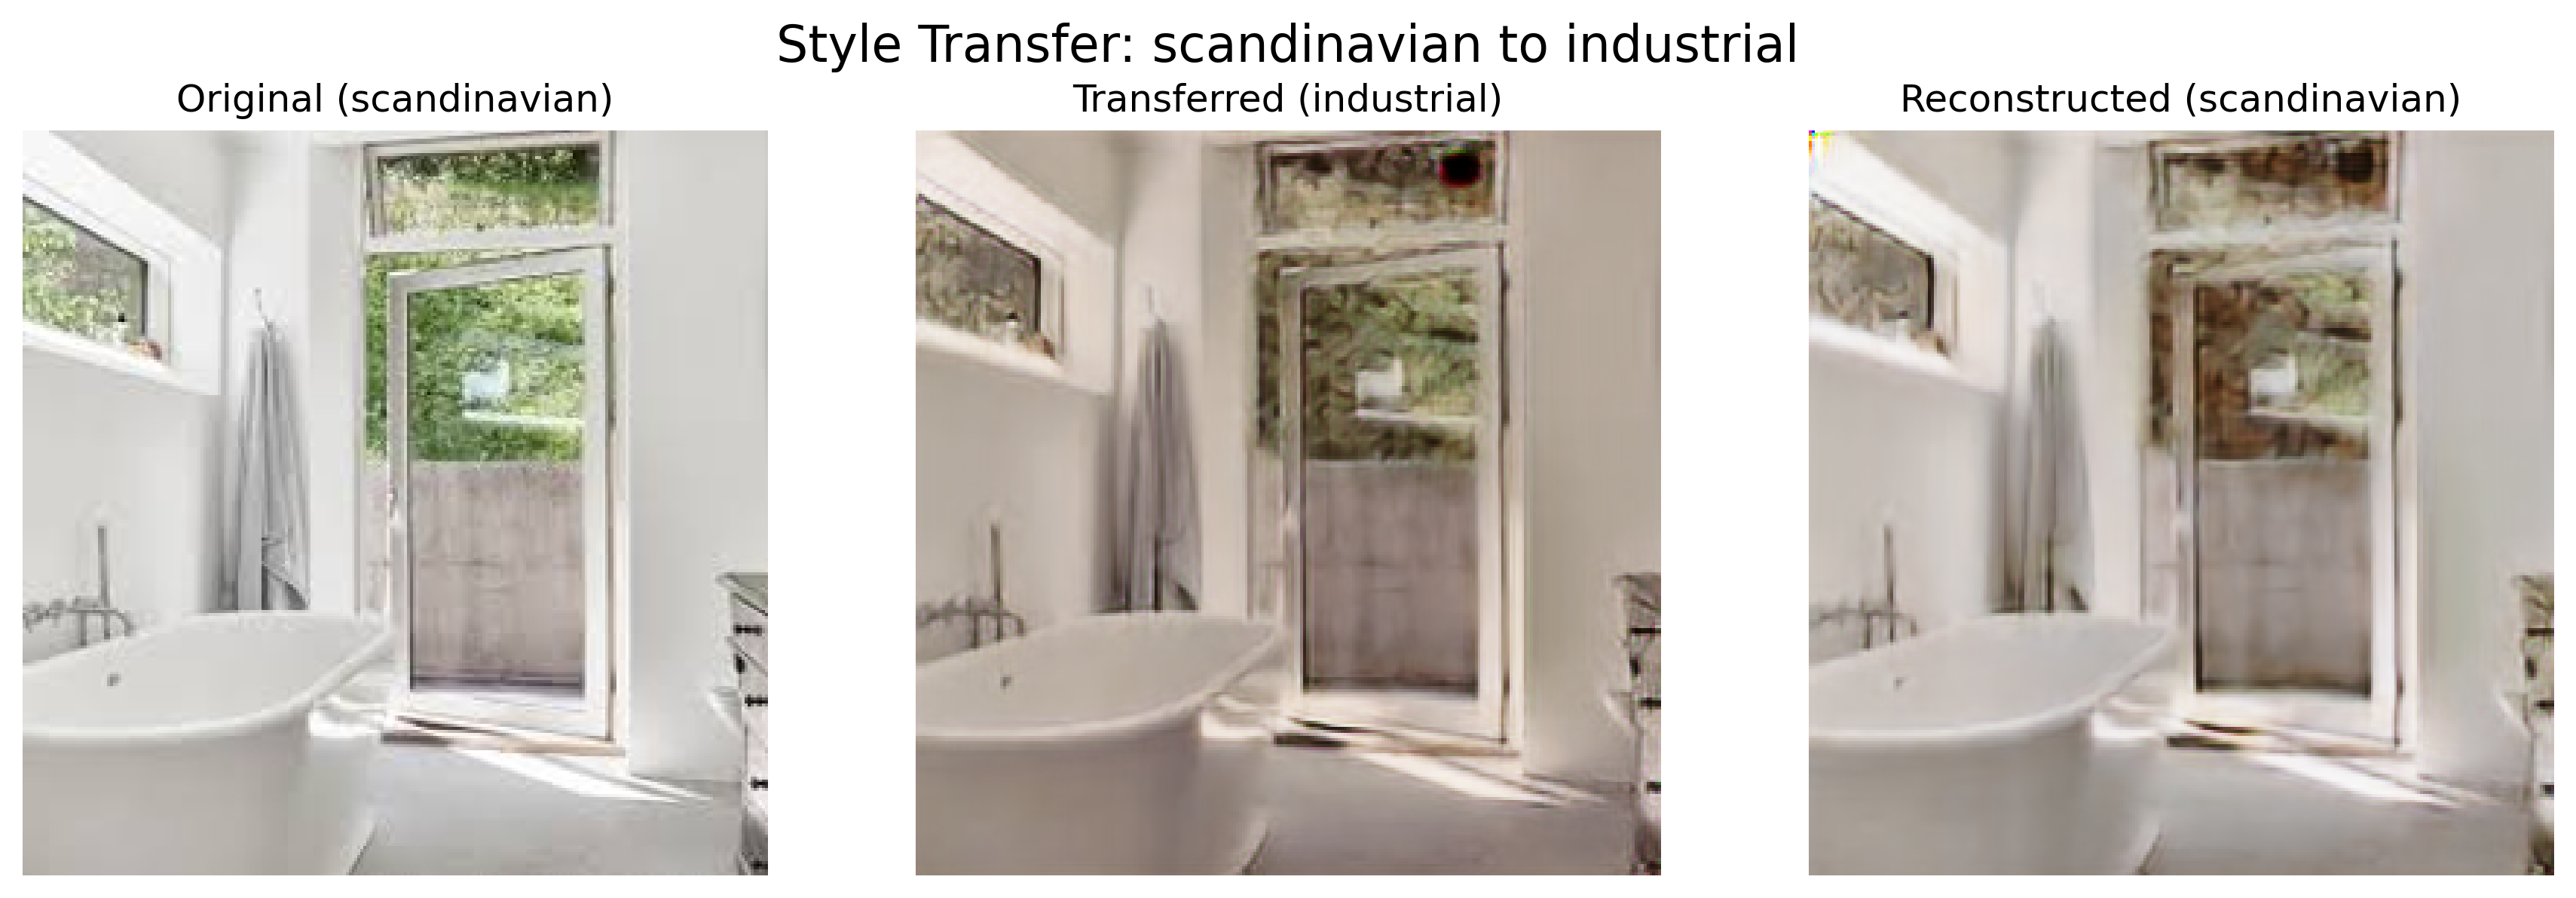 Style Transfer: scandinavian to industrial
Original (scandinavian)
Transferred (industrial)
Reconstructed (scandinavian)